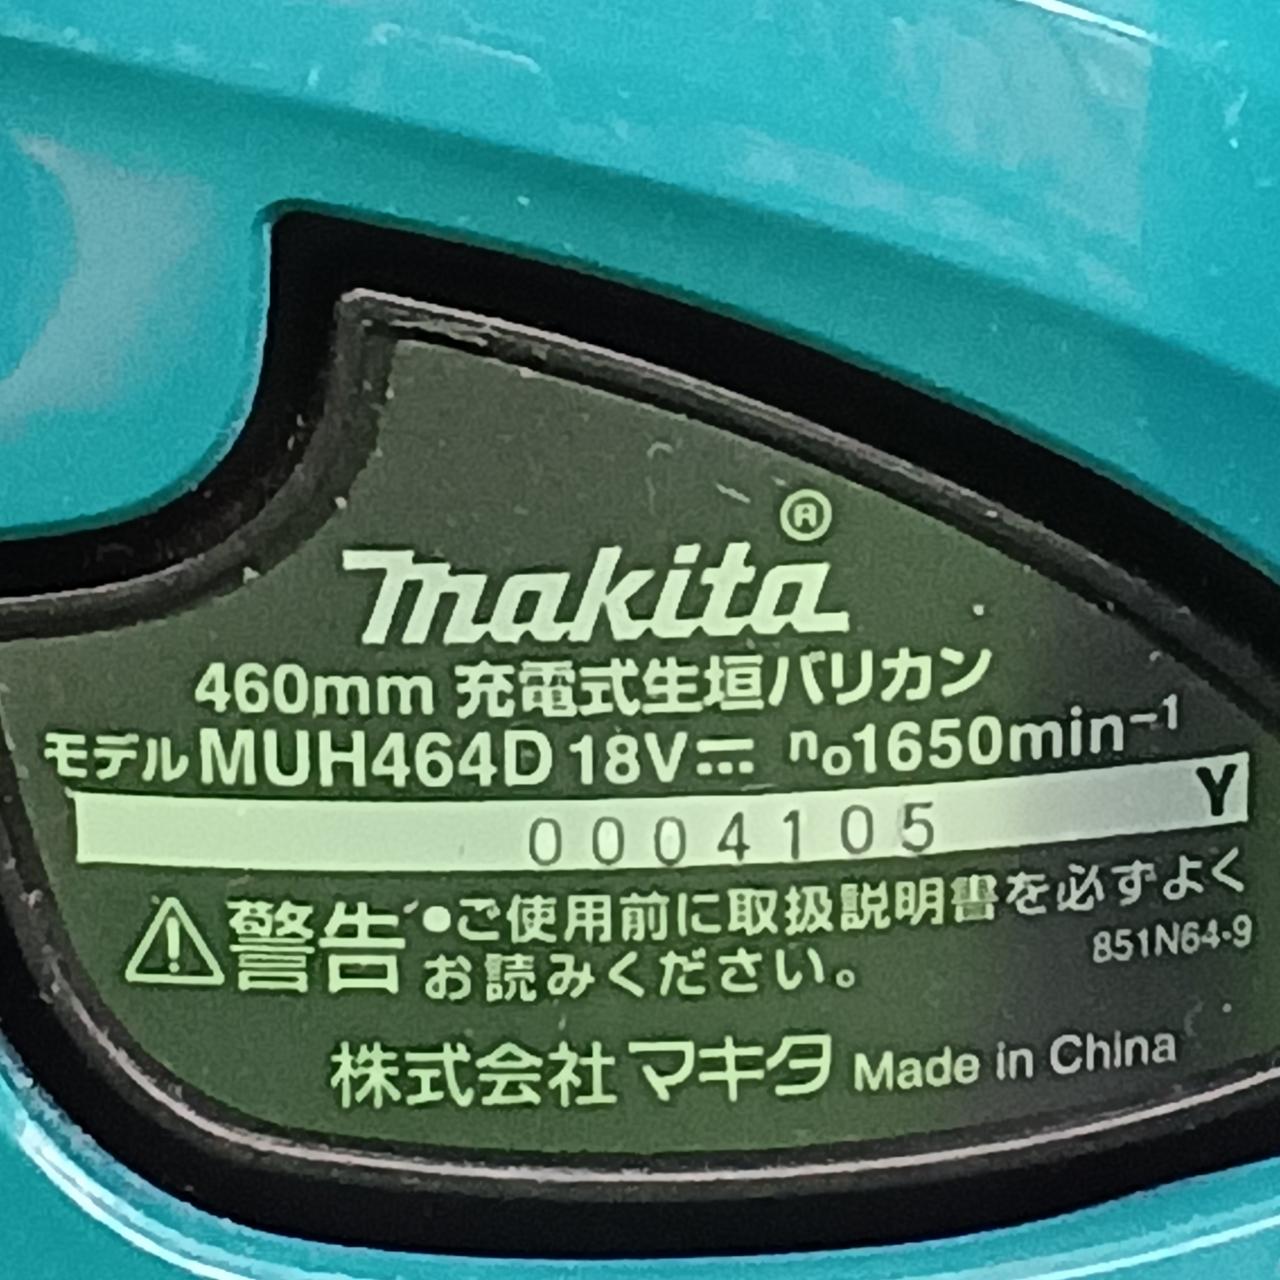 makita®
460mm 充電式生垣バリカン
モデル MUH464D 18V⎓ n₀1650min⁻¹
0004105 Y
⚠警告 •ご使用前に取扱説明書を必ずよく
お読みください。 851N64-9
株式会社マキタ Made in China